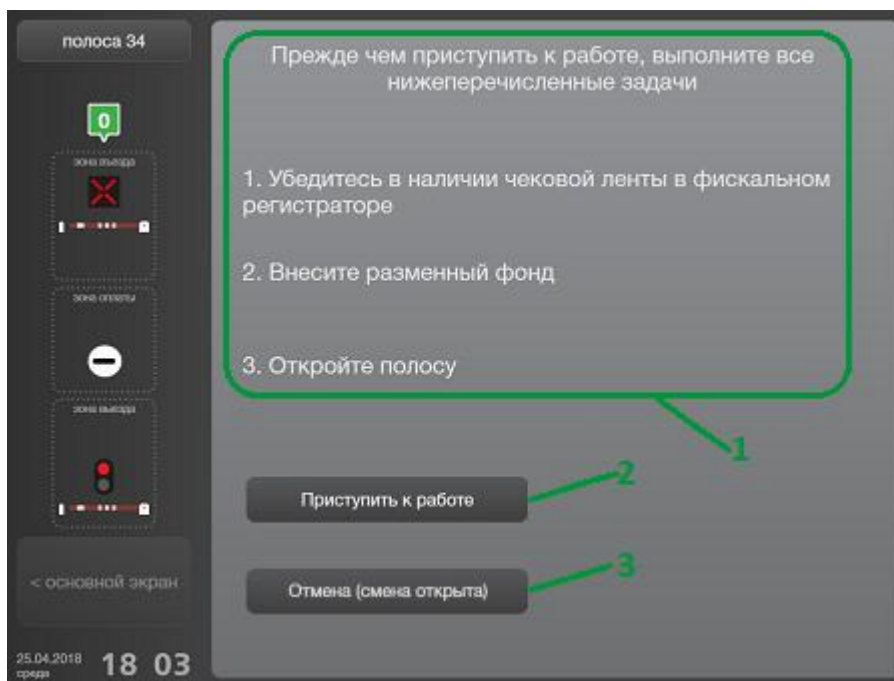 полоса 34
0
зона въезда
зона оплаты
зона выезда
< основной экран
25.04.2018
среда
18 03
Прежде чем приступить к работе, выполните все
нижеперечисленные задачи
1. Убедитесь в наличии чековой ленты в фискальном
регистраторе
2. Внесите разменный фонд
3. Откройте полосу
1
Приступить к работе
2
Отмена (смена открыта)
3